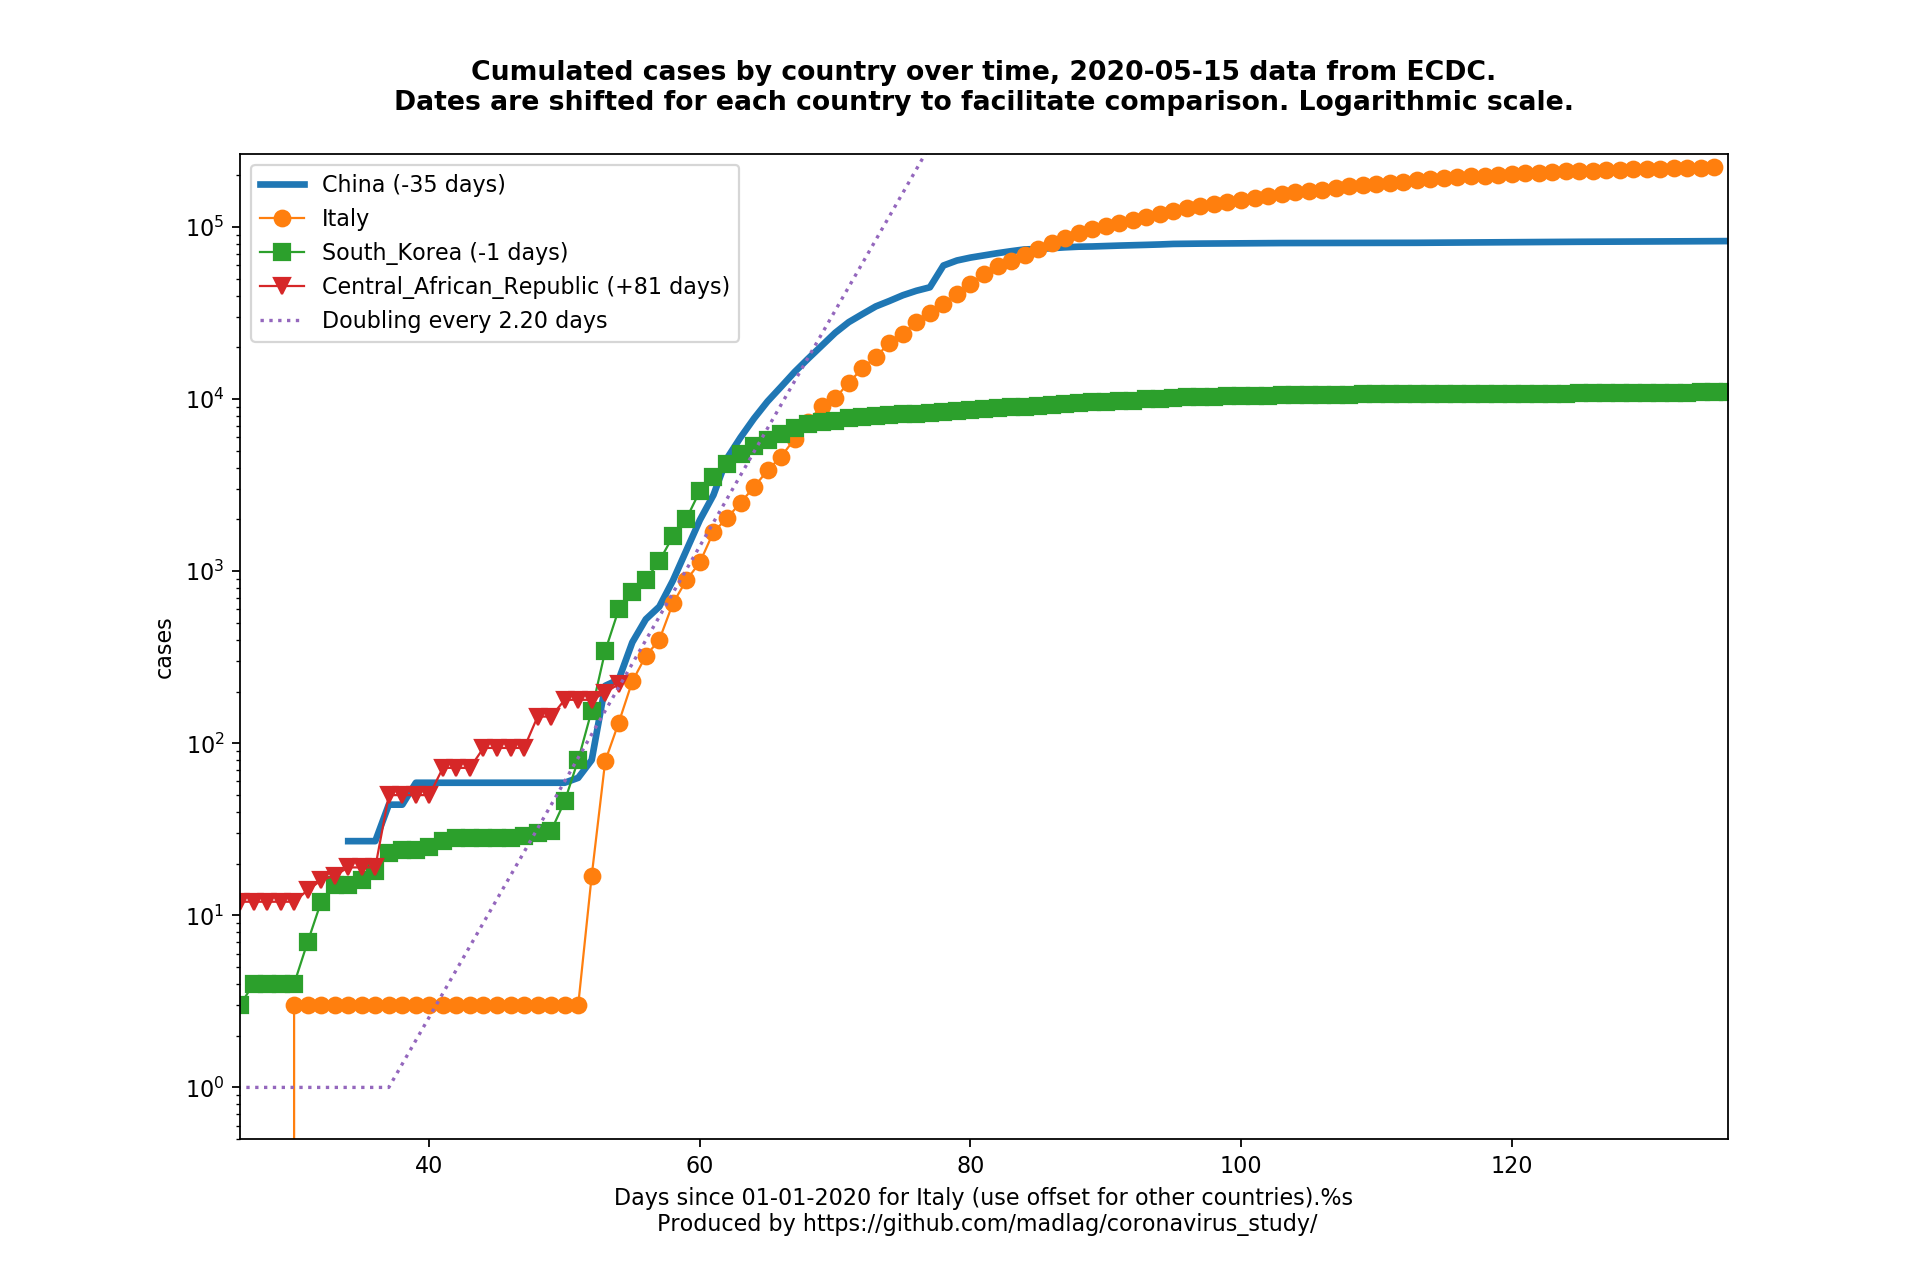 Cumulated cases by country over time, 2020-05-15 data from ECDC.
Dates are shifted for each country to facilitate comparison. Logarithmic scale.
China (-35 days)
Italy
South_Korea (-1 days)
Central_African_Republic (+81 days)
Doubling every 2.20 days
10^5
10^4
10^3
10^2
10^1
10^0
cases
40 60 80 100 120
Days since 01-01-2020 for Italy (use offset for other countries).%s
Produced by https://github.com/madlag/coronavirus_study/